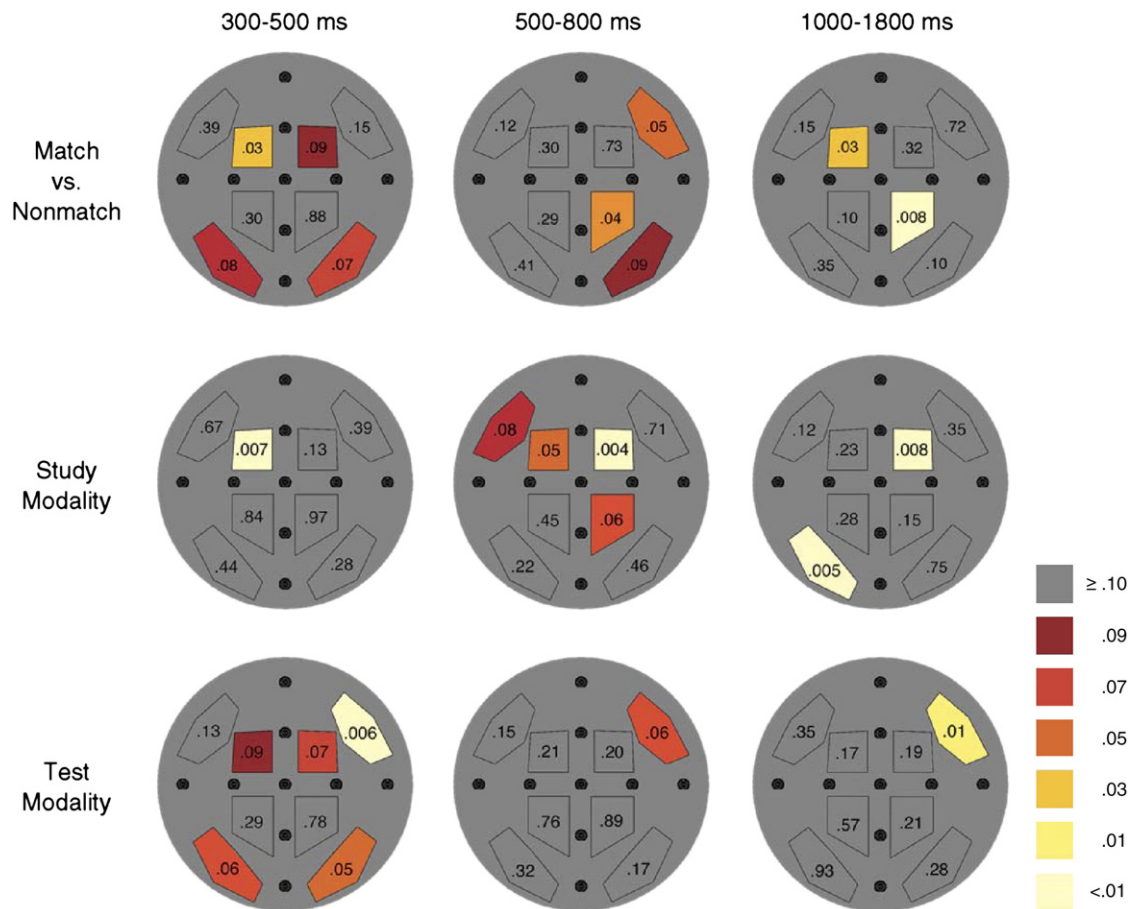 300-500 ms 500-800 ms 1000-1800 ms
Match
vs.
Nonmatch
.39 .15 .03 .09 .30 .88 .08 .07
.12 .05 .30 .73 .29 .04 .41 .09
.15 .72 .03 .32 .10 .008 .35 .10
Study
Modality
.67 .39 .007 .13 .84 .97 .44 .28
.08 .71 .05 .004 .45 .06 .22 .46
.12 .35 .23 .008 .28 .15 .005 .75
Test
Modality
.13 .006 .09 .07 .29 .78 .06 .05
.15 .06 .21 .20 .76 .89 .32 .17
.35 .01 .17 .19 .57 .21 .93 .28
≥ .10
.09
.07
.05
.03
.01
<.01